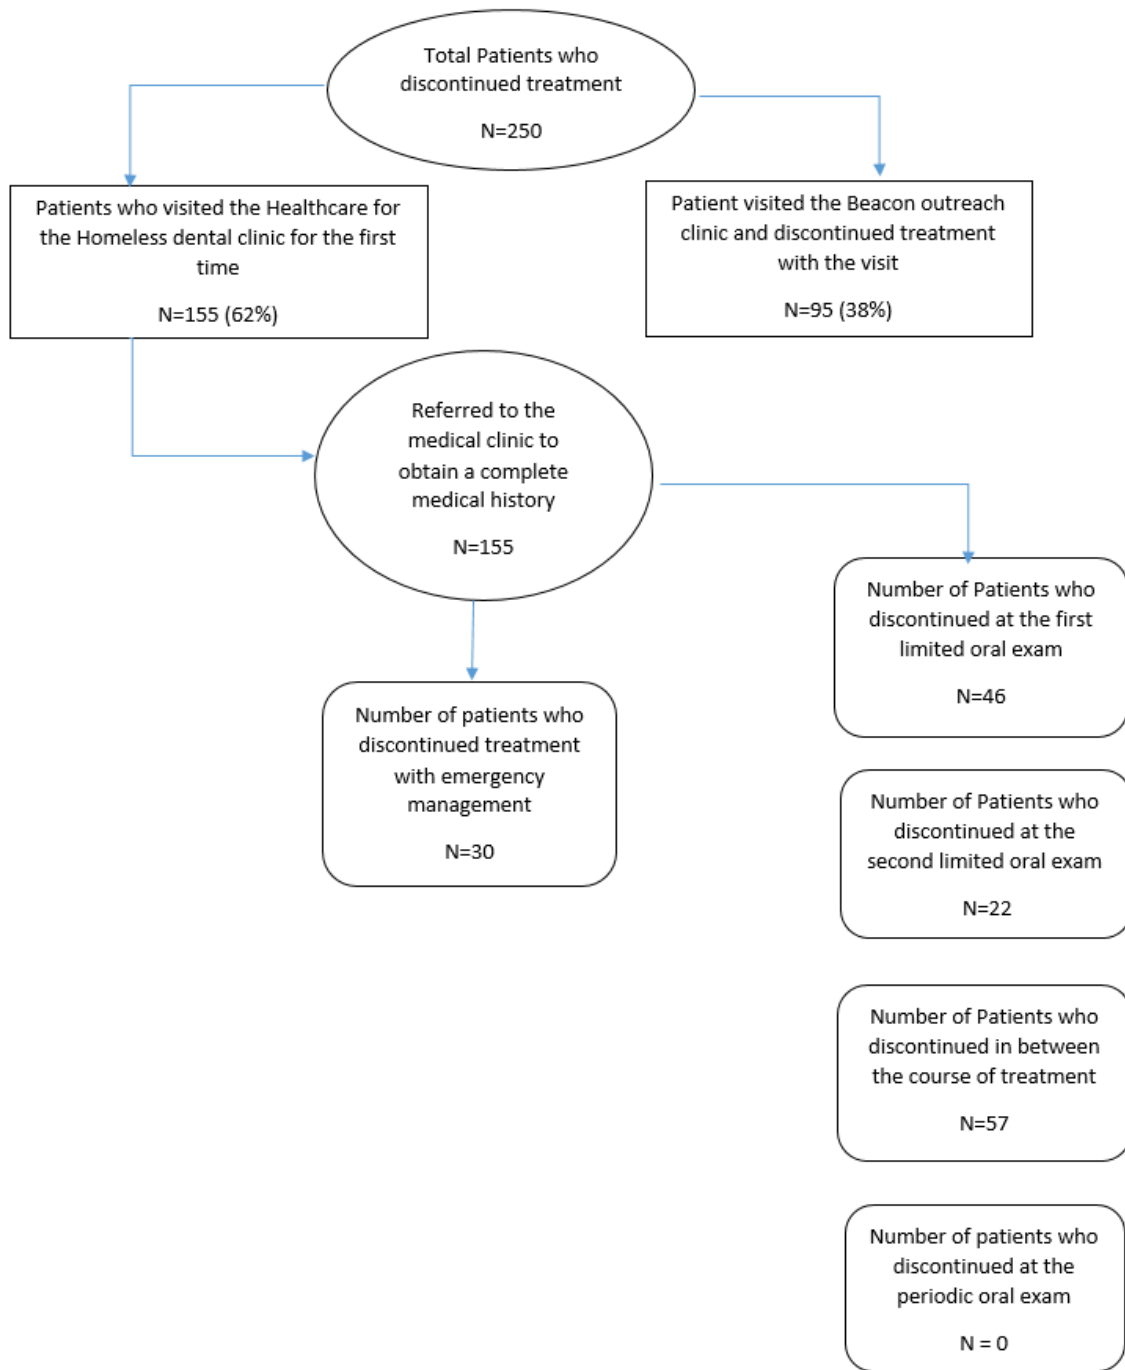 Total Patients who
discontinued treatment
N=250
Patients who visited the Healthcare for
the Homeless dental clinic for the first
time
N=155 (62%)
Patient visited the Beacon outreach
clinic and discontinued treatment
with the visit
N=95 (38%)
Referred to the
medical clinic to
obtain a complete
medical history
N=155
Number of patients who
discontinued treatment
with emergency
management
N=30
Number of Patients who
discontinued at the first
limited oral exam
N=46
Number of Patients who
discontinued at the
second limited oral exam
N=22
Number of Patients who
discontinued in between
the course of treatment
N=57
Number of patients who
discontinued at the
periodic oral exam
N = 0